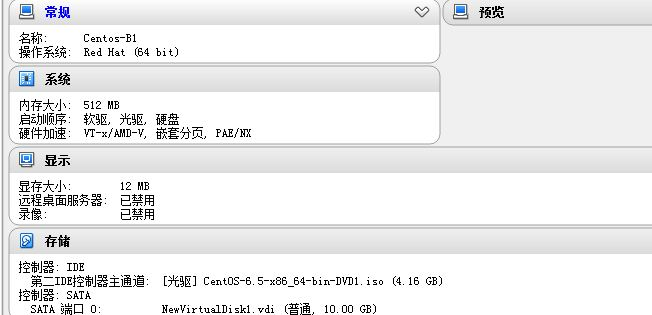 常规
预览
名称: Centos-B1
操作系统: Red Hat (64 bit)
系统
内存大小: 512 MB
启动顺序: 软驱, 光驱, 硬盘
硬件加速: VT-x/AMD-V, 嵌套分页, PAE/NX
显示
显存大小: 12 MB
远程桌面服务器: 已禁用
录像: 已禁用
存储
控制器: IDE
第二IDE控制器主通道: [光驱] CentOS-6.5-x86_64-bin-DVD1.iso (4.16 GB)
控制器: SATA
SATA 端口 0: NewVirtualDisk1.vdi (普通, 10.00 GB)